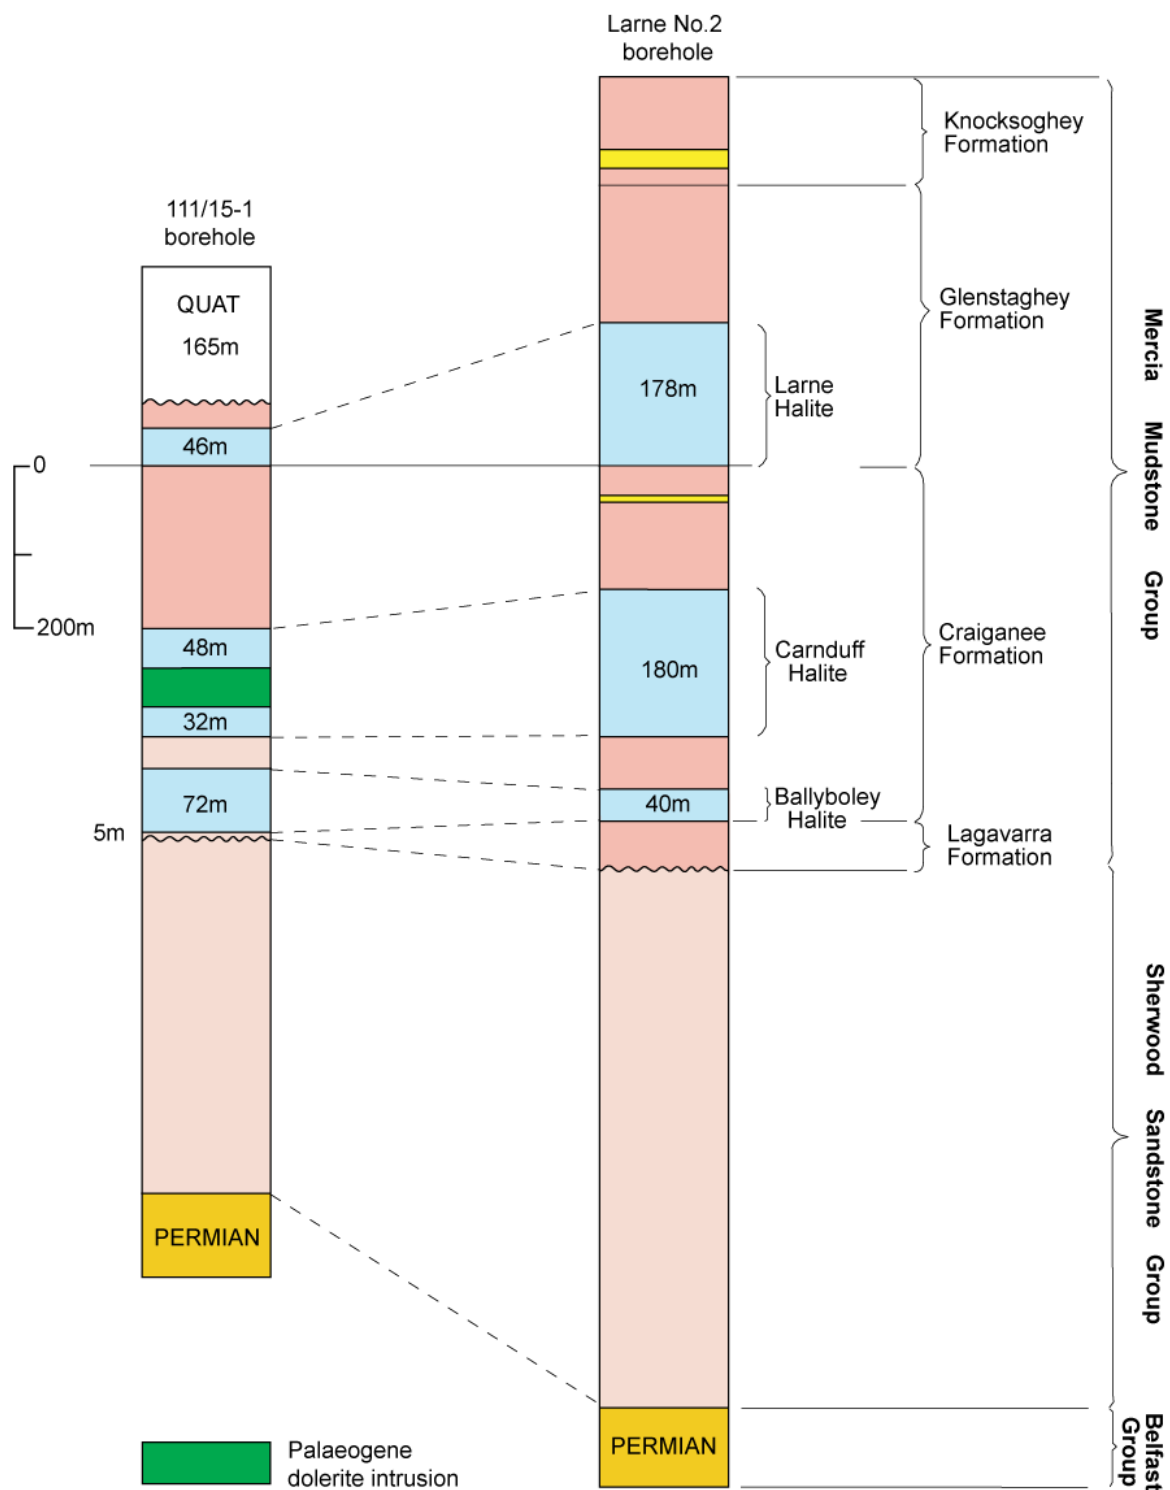 Larne No.2
borehole
111/15-1
borehole
QUAT
165m
46m
0
200m
48m
32m
72m
5m
PERMIAN
178m
180m
40m
PERMIAN
Larne
Halite
Carnduff
Halite
Ballyboley
Halite
Knocksoghey
Formation
Glenstaghey
Formation
Craiganee
Formation
Lagavarra
Formation
Mercia Mudstone Group
Sherwood Sandstone Group
Belfast
Group
Palaeogene
dolerite intrusion